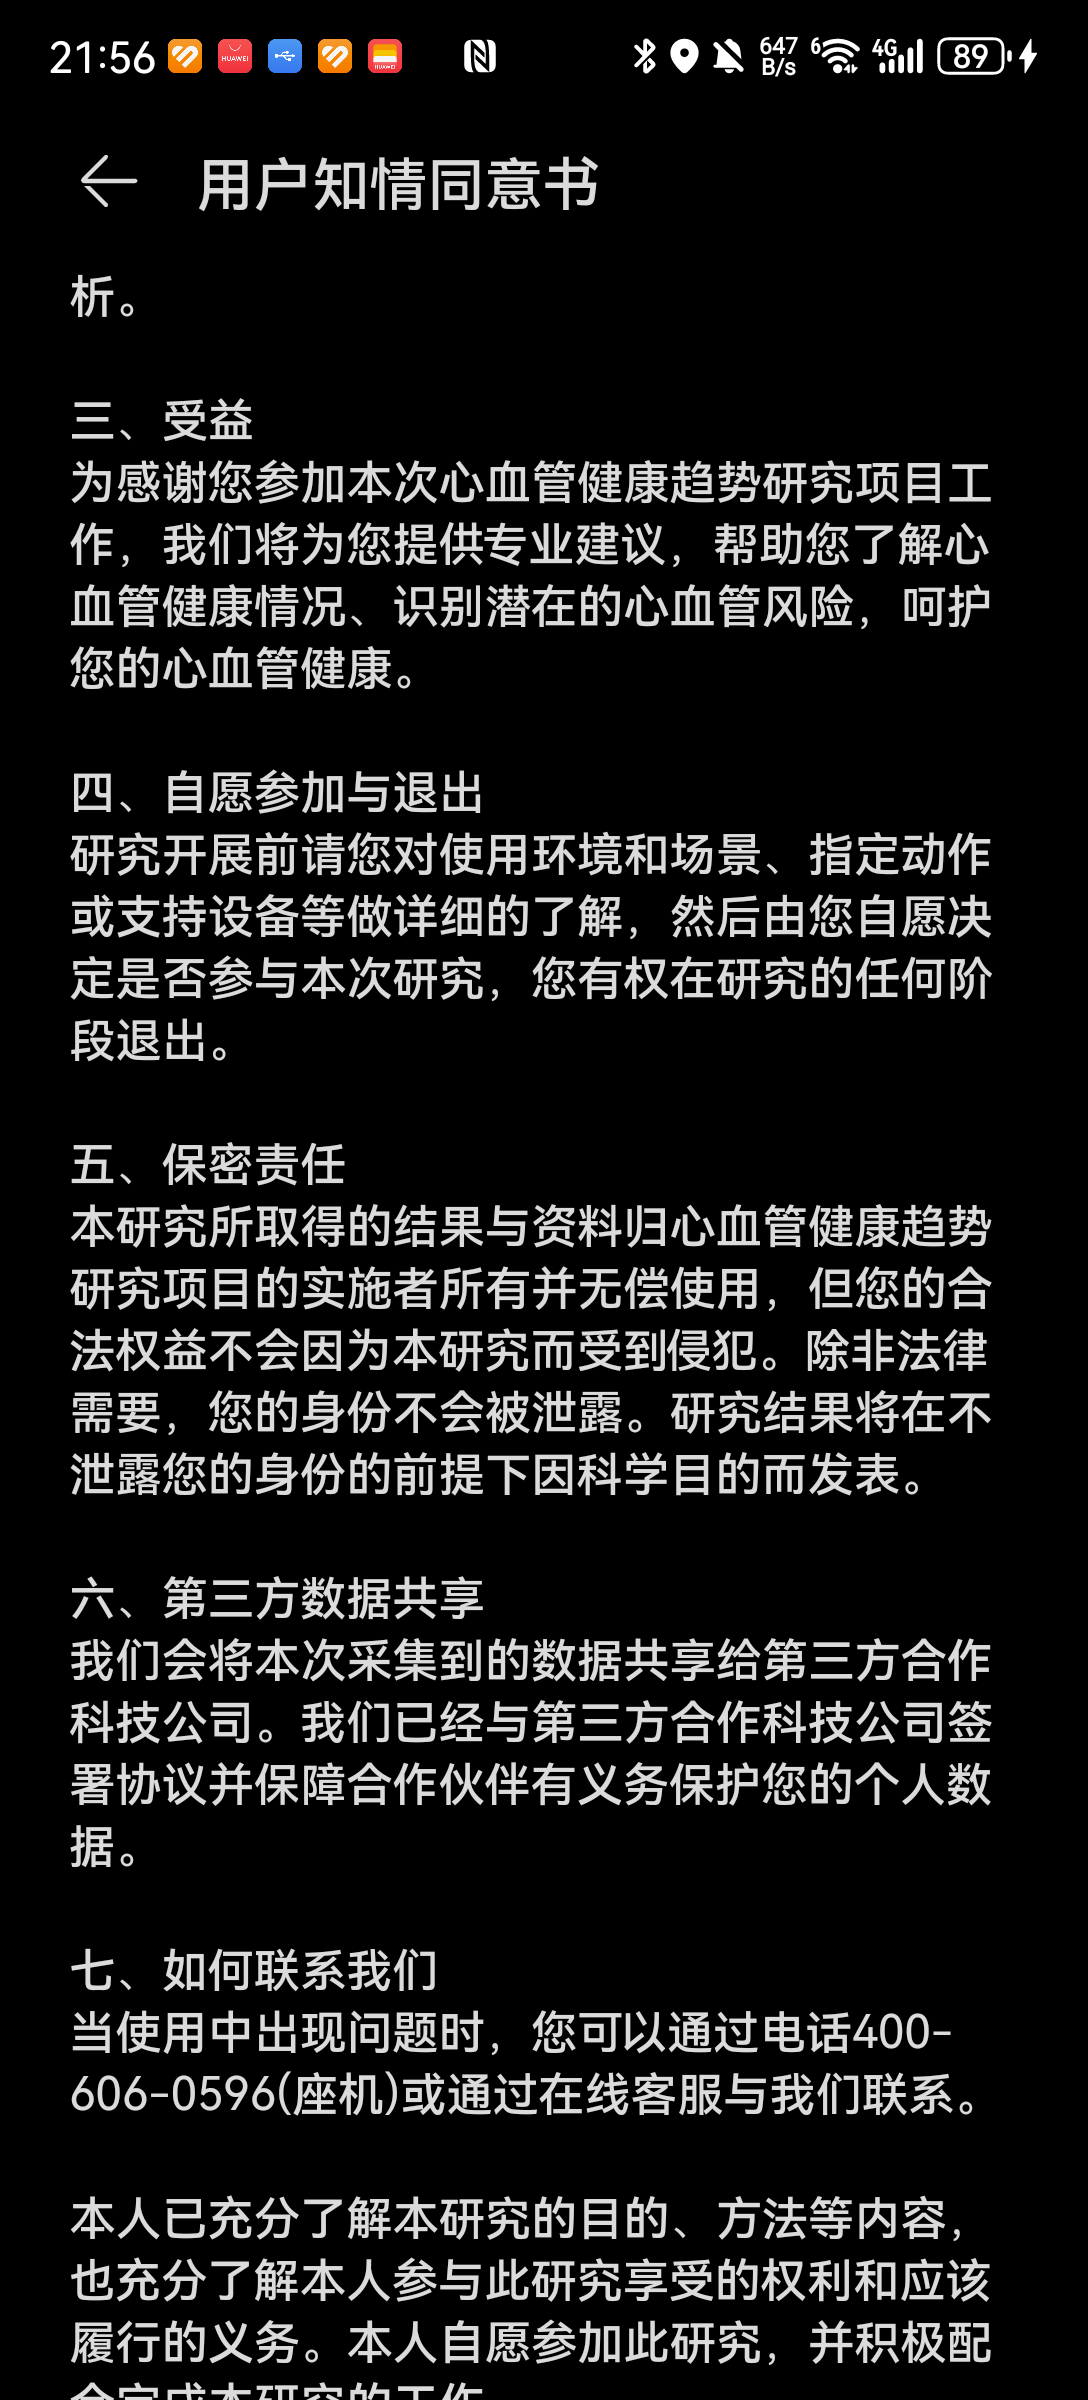 21:56
HUAWEI
HUAWEI
647 B/s
6
4G
89
用户知情同意书
析。
三、受益
为感谢您参加本次心血管健康趋势研究项目工
作，我们将为您提供专业建议，帮助您了解心
血管健康情况、识别潜在的心血管风险，呵护
您的心血管健康。
四、自愿参加与退出
研究开展前请您对使用环境和场景、指定动作
或支持设备等做详细的了解，然后由您自愿决
定是否参与本次研究，您有权在研究的任何阶
段退出。
五、保密责任
本研究所取得的结果与资料归心血管健康趋势
研究项目的实施者所有并无偿使用，但您的合
法权益不会因为本研究而受到侵犯。除非法律
需要，您的身份不会被泄露。研究结果将在不
泄露您的身份的前提下因科学目的而发表。
六、第三方数据共享
我们会将本次采集到的数据共享给第三方合作
科技公司。我们已经与第三方合作科技公司签
署协议并保障合作伙伴有义务保护您的个人数
据。
七、如何联系我们
当使用中出现问题时，您可以通过电话400-
606-0596(座机)或通过在线客服与我们联系。
本人已充分了解本研究的目的、方法等内容，
也充分了解本人参与此研究享受的权利和应该
履行的义务。本人自愿参加此研究，并积极配
合完成本研究的工作